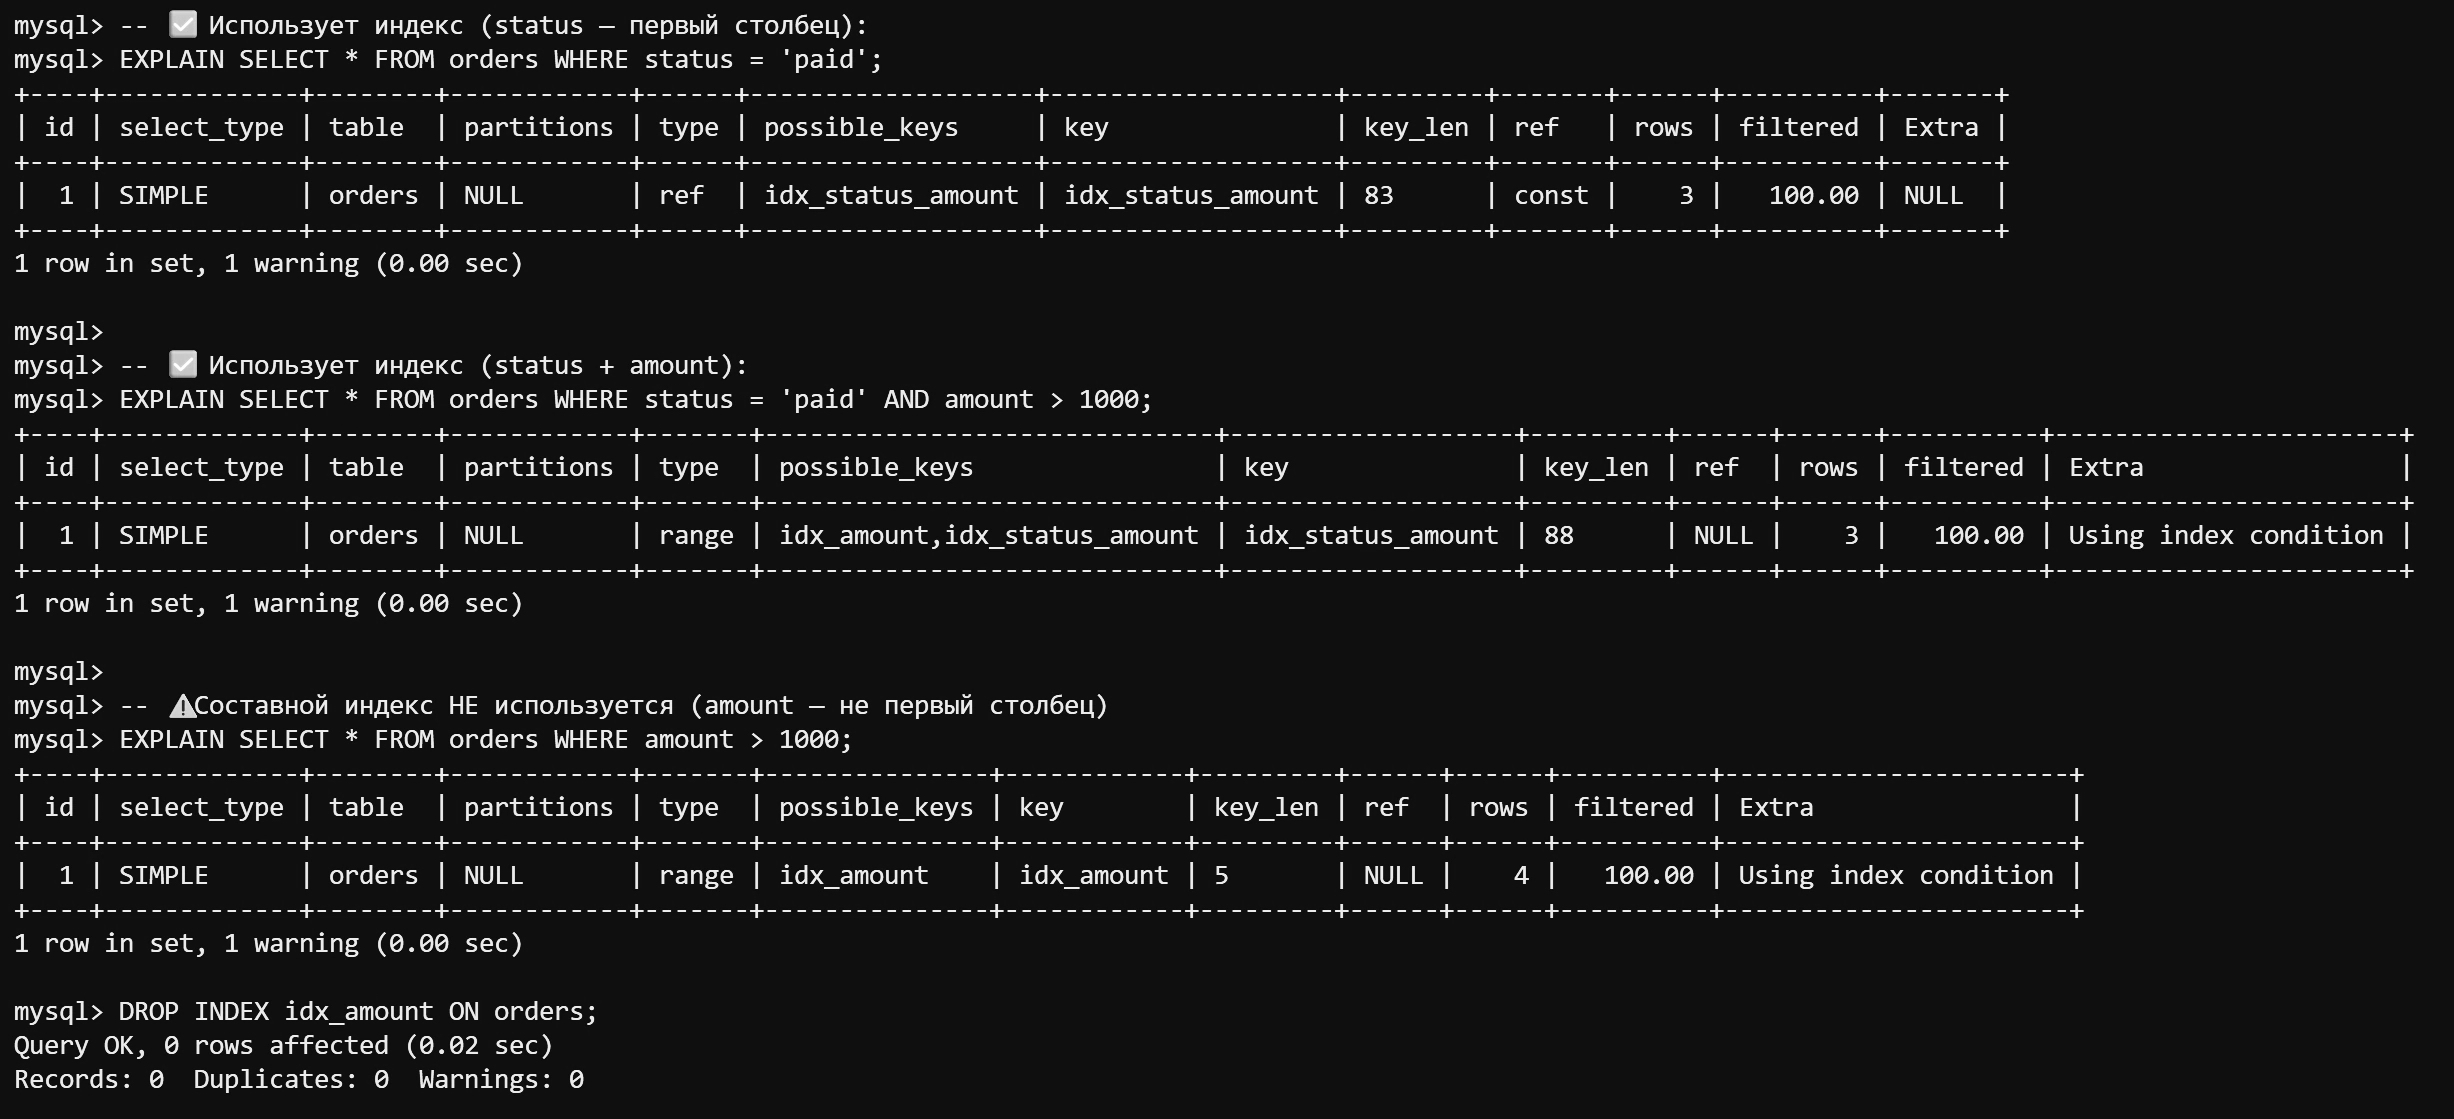 mysql> -- ✅ Использует индекс (status — первый столбец):
mysql> EXPLAIN SELECT * FROM orders WHERE status = 'paid';
+----+-------------+--------+------------+------+-------------------+-------------------+---------+-------+------+----------+-------+
| id | select_type | table  | partitions | type | possible_keys     | key               | key_len | ref   | rows | filtered | Extra |
+----+-------------+--------+------------+------+-------------------+-------------------+---------+-------+------+----------+-------+
|  1 | SIMPLE      | orders | NULL       | ref  | idx_status_amount | idx_status_amount | 83      | const |    3 |   100.00 | NULL  |
+----+-------------+--------+------------+------+-------------------+-------------------+---------+-------+------+----------+-------+
1 row in set, 1 warning (0.00 sec)

mysql>
mysql> -- ✅ Использует индекс (status + amount):
mysql> EXPLAIN SELECT * FROM orders WHERE status = 'paid' AND amount > 1000;
+----+-------------+--------+------------+-------+------------------------------+-------------------+---------+------+------+----------+-----------------------+
| id | select_type | table  | partitions | type  | possible_keys                | key               | key_len | ref  | rows | filtered | Extra                 |
+----+-------------+--------+------------+-------+------------------------------+-------------------+---------+------+------+----------+-----------------------+
|  1 | SIMPLE      | orders | NULL       | range | idx_amount,idx_status_amount | idx_status_amount | 88      | NULL |    3 |   100.00 | Using index condition |
+----+-------------+--------+------------+-------+------------------------------+-------------------+---------+------+------+----------+-----------------------+
1 row in set, 1 warning (0.00 sec)

mysql>
mysql> -- ⚠️Составной индекс НЕ используется (amount — не первый столбец)
mysql> EXPLAIN SELECT * FROM orders WHERE amount > 1000;
+----+-------------+--------+------------+-------+---------------+------------+---------+------+------+----------+-----------------------+
| id | select_type | table  | partitions | type  | possible_keys | key        | key_len | ref  | rows | filtered | Extra                 |
+----+-------------+--------+------------+-------+---------------+------------+---------+------+------+----------+-----------------------+
|  1 | SIMPLE      | orders | NULL       | range | idx_amount    | idx_amount | 5       | NULL |    4 |   100.00 | Using index condition |
+----+-------------+--------+------------+-------+---------------+------------+---------+------+------+----------+-----------------------+
1 row in set, 1 warning (0.00 sec)

mysql> DROP INDEX idx_amount ON orders;
Query OK, 0 rows affected (0.02 sec)
Records: 0  Duplicates: 0  Warnings: 0